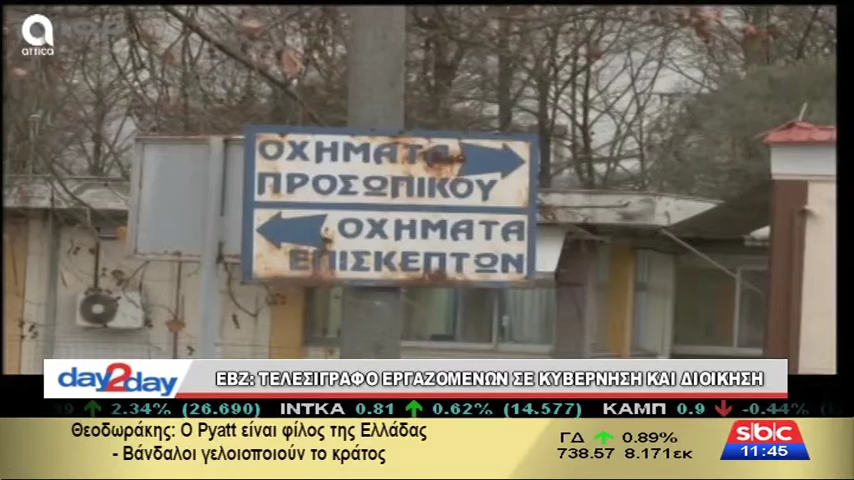 attica
ΟΧΗΜΑΤΑ
ΠΡΟΣΩΠΙΚΟΥ
ΟΧΗΜΑΤΑ
ΕΠΙΣΚΕΠΤΩΝ
day2day
ΕΒΖ: ΤΕΛΕΣΙΓΡΑΦΟ ΕΡΓΑΖΟΜΕΝΩΝ ΣΕ ΚΥΒΕΡΝΗΣΗ ΚΑΙ ΔΙΟΙΚΗΣΗ
2.34% (26.690) ΙΝΤΚΑ 0.81 0.62% (14.577) ΚΑΜΠ 0.9 -0.44%
Θεοδωράκης: Ο Pyatt είναι φίλος της Ελλάδας
- Βάνδαλοι γελοιοποιούν το κράτος
ΓΔ 0.89%
738.57 8.171εκ
sbc
11:45